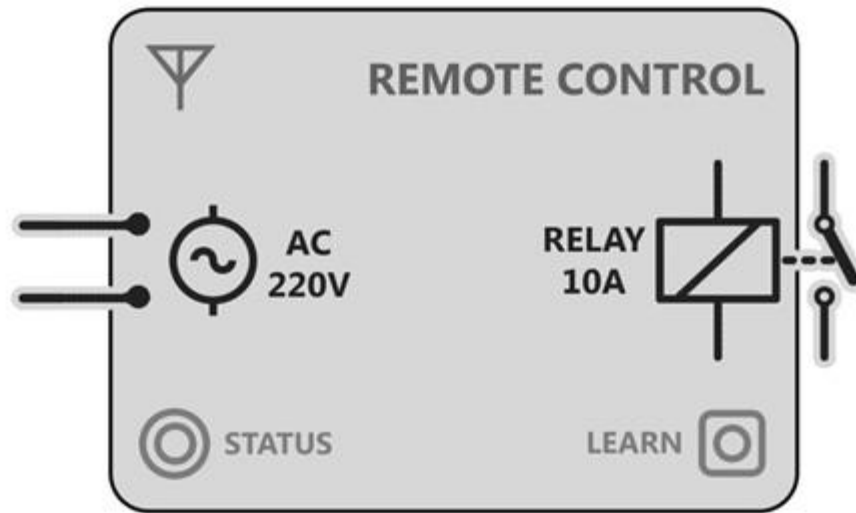 REMOTE CONTROL
AC
220V
RELAY
10A
STATUS
LEARN